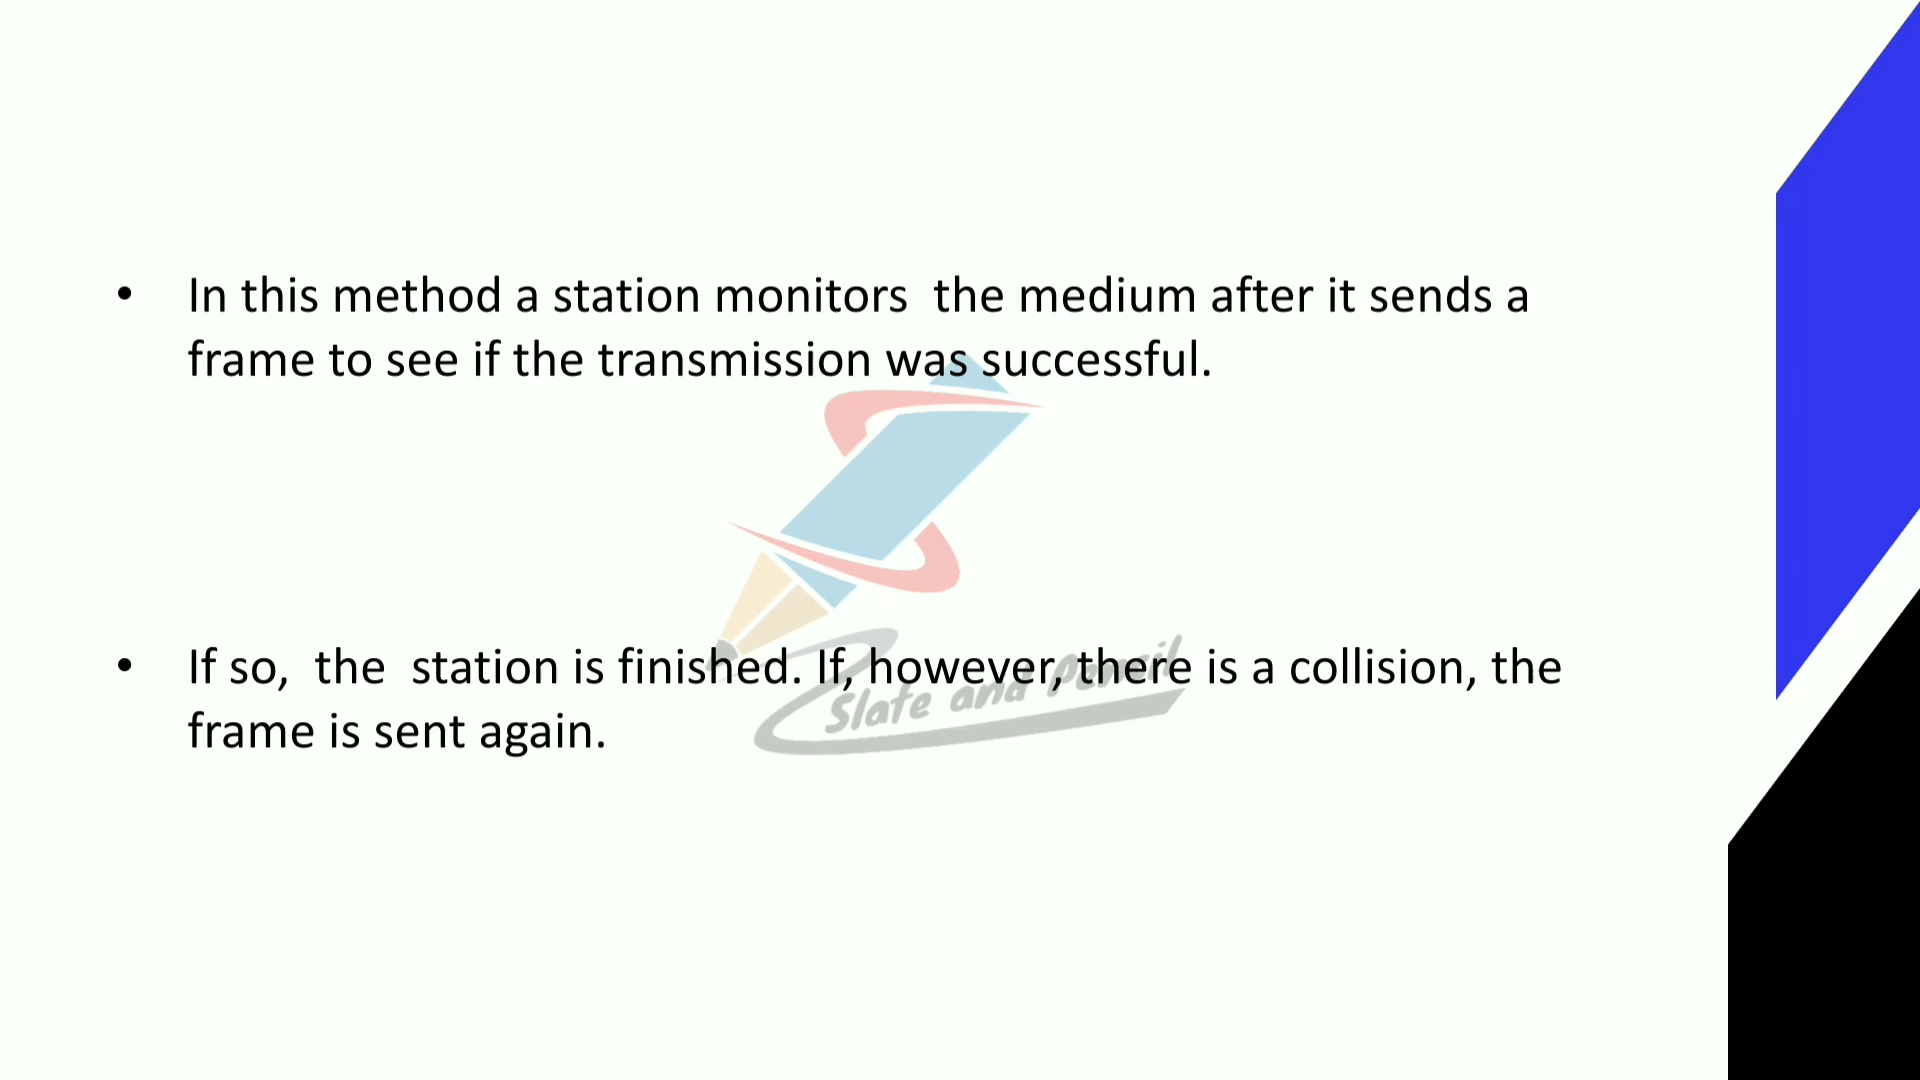 • In this method a station monitors  the medium after it sends a
frame to see if the transmission was successful.
• If so,  the  station is finished. If, however, there is a collision, the
frame is sent again.
Slate and Pencil